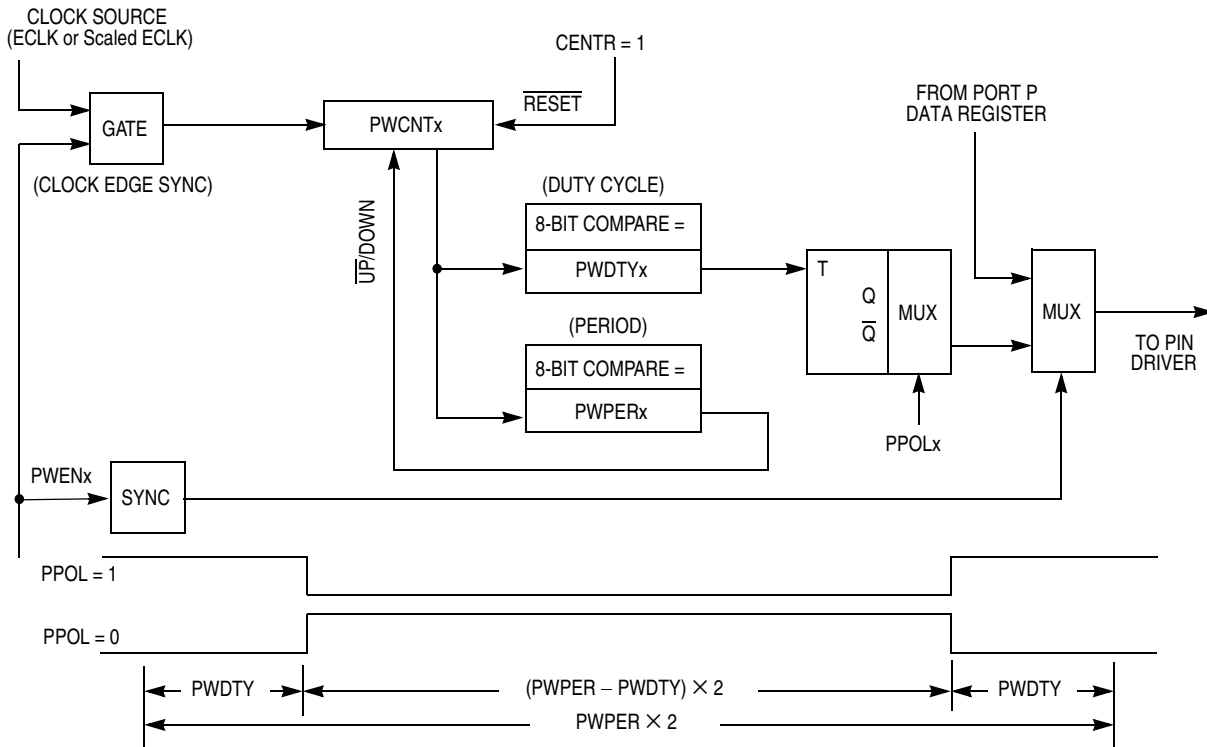 CLOCK SOURCE
(ECLK or Scaled ECLK)
CENTR = 1
RESET
FROM PORT P
DATA REGISTER
GATE
PWCNTx
(CLOCK EDGE SYNC)
UP/DOWN
(DUTY CYCLE)
8-BIT COMPARE =
PWDTYx
T
Q
Q
MUX
MUX
TO PIN
DRIVER
(PERIOD)
8-BIT COMPARE =
PWPERx
PPOLx
PWENx
SYNC
PPOL = 1
PPOL = 0
PWDTY
(PWPER – PWDTY) × 2
PWDTY
PWPER × 2